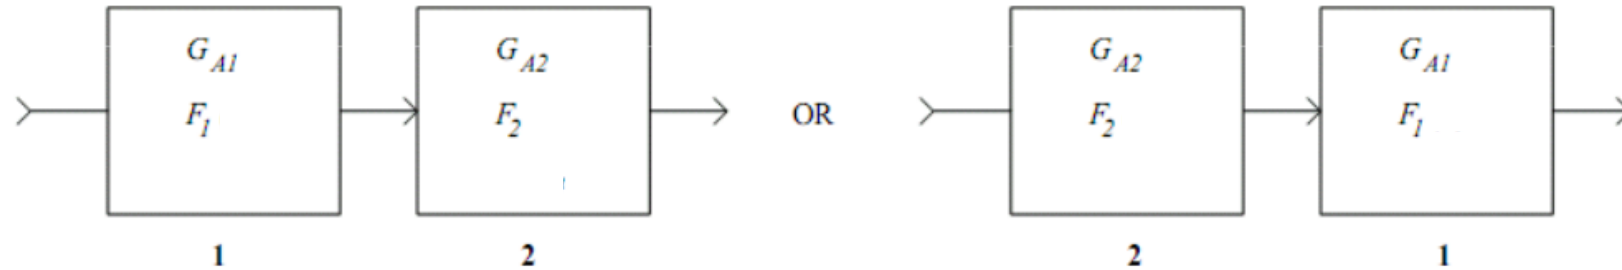 G_A1 G_A2 G_A2 G_A1
F_1 F_2 OR F_2 F_1
1 2 2 1